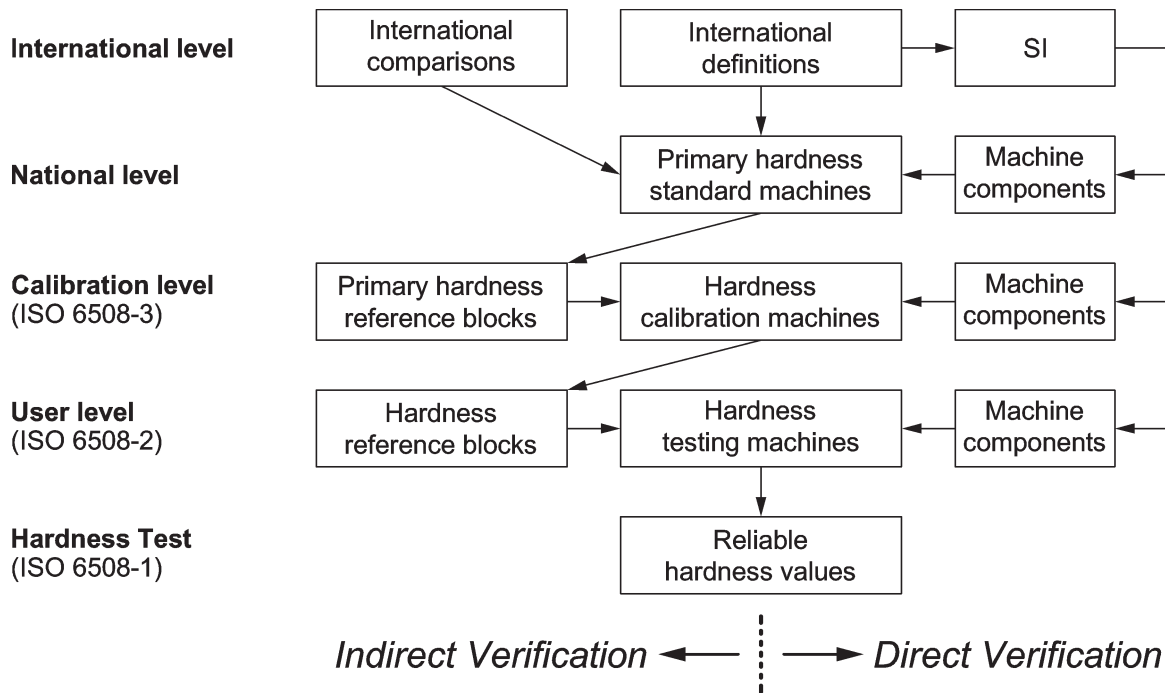 International level
International
comparisons
International
definitions
SI
National level
Primary hardness
standard machines
Machine
components
Calibration level
(ISO 6508-3)
Primary hardness
reference blocks
Hardness
calibration machines
Machine
components
User level
(ISO 6508-2)
Hardness
reference blocks
Hardness
testing machines
Machine
components
Hardness Test
(ISO 6508-1)
Reliable
hardness values
Indirect Verification
Direct Verification